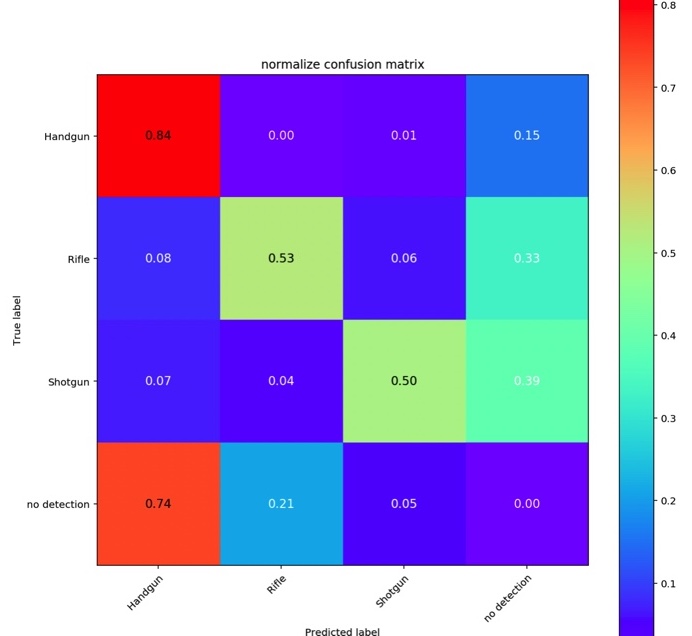 normalize confusion matrix
True label
Handgun 0.84 0.00 0.01 0.15
Rifle 0.08 0.53 0.06 0.33
Shotgun 0.07 0.04 0.50 0.39
no detection 0.74 0.21 0.05 0.00
Handgun Rifle Shotgun no detection
Predicted label
0.8
0.7
0.6
0.5
0.4
0.3
0.2
0.1